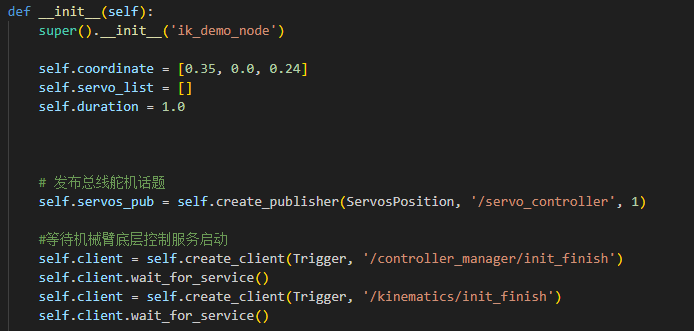 def __init__(self):
super().__init__('ik_demo_node')
self.coordinate = [0.35, 0.0, 0.24]
self.servo_list = []
self.duration = 1.0
# 发布总线舵机话题
self.servos_pub = self.create_publisher(ServosPosition, '/servo_controller', 1)
#等待机械臂底层控制服务启动
self.client = self.create_client(Trigger, '/controller_manager/init_finish')
self.client.wait_for_service()
self.client = self.create_client(Trigger, '/kinematics/init_finish')
self.client.wait_for_service()